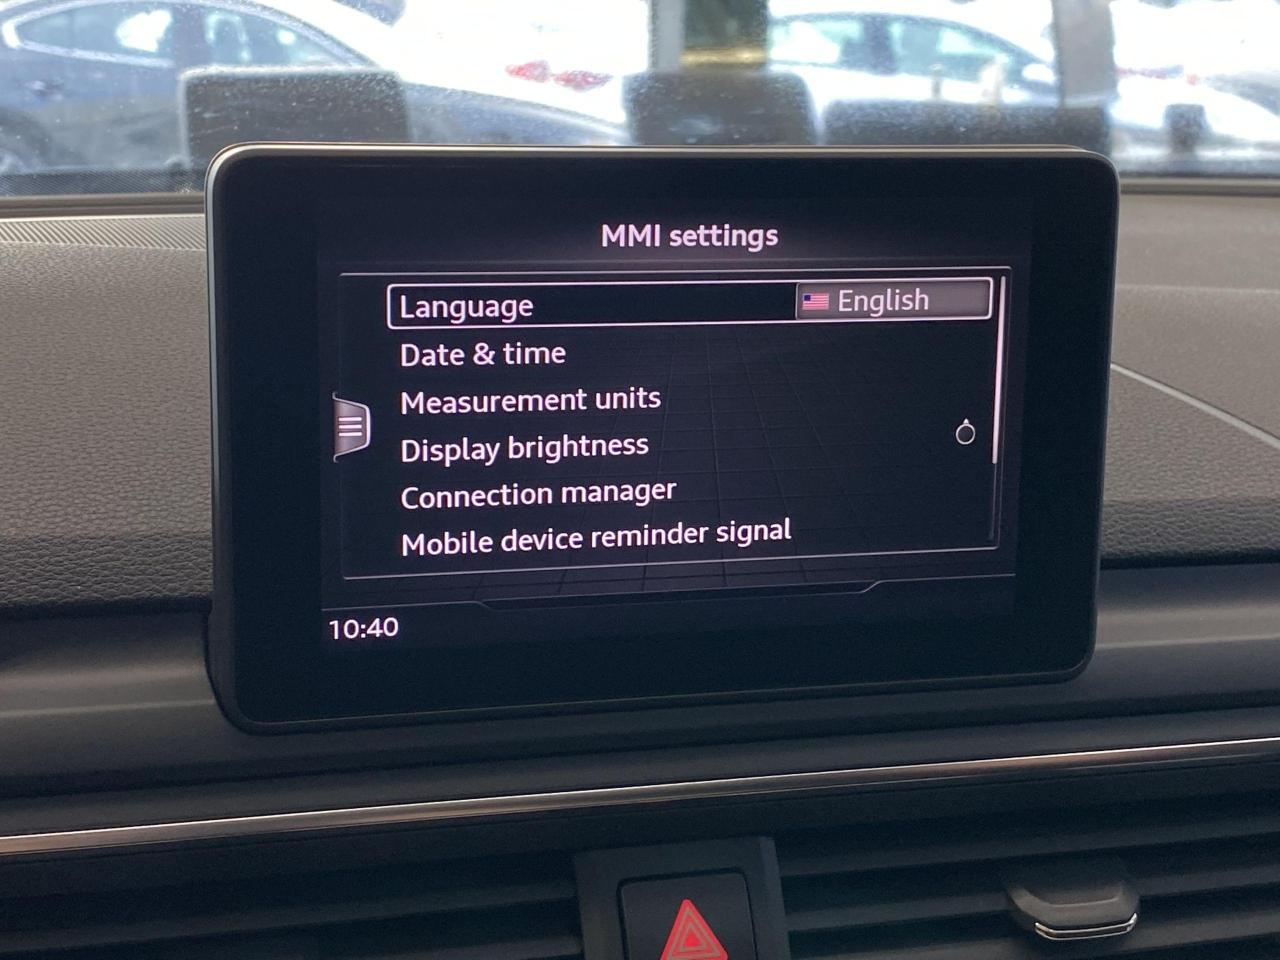 MMI settings
Language English
Date & time
Measurement units
Display brightness
Connection manager
Mobile device reminder signal
10:40